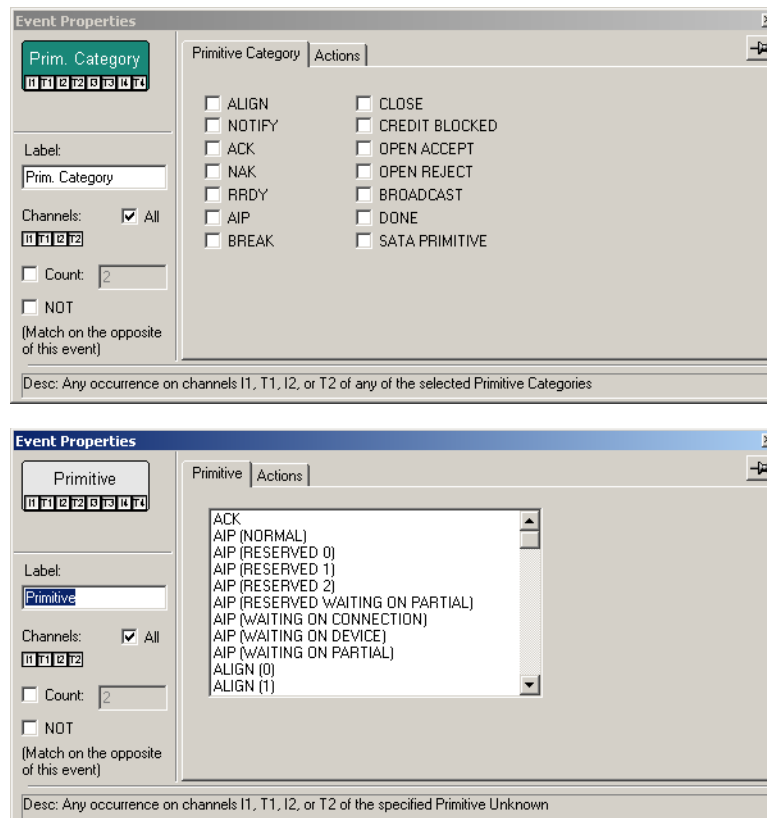 Event Properties
Prim. Category
I1 T1 I2 T2 I3 T3 I4 T4
Label:
Prim. Category
Channels: All
I1 T1 I2 T2
Count: 2
NOT
(Match on the opposite
of this event)
Primitive Category Actions
ALIGN CLOSE
NOTIFY CREDIT BLOCKED
ACK OPEN ACCEPT
NAK OPEN REJECT
RRDY BROADCAST
AIP DONE
BREAK SATA PRIMITIVE
Desc: Any occurrence on channels I1, T1, I2, or T2 of any of the selected Primitive Categories
Event Properties
Primitive
I1 T1 I2 T2 I3 T3 I4 T4
Label:
Primitive
Channels: All
I1 T1 I2 T2
Count: 2
NOT
(Match on the opposite
of this event)
Primitive Actions
ACK
AIP (NORMAL)
AIP (RESERVED 0)
AIP (RESERVED 1)
AIP (RESERVED 2)
AIP (RESERVED WAITING ON PARTIAL)
AIP (WAITING ON CONNECTION)
AIP (WAITING ON DEVICE)
AIP (WAITING ON PARTIAL)
ALIGN (0)
ALIGN (1)
Desc: Any occurrence on channels I1, T1, I2, or T2 of the specified Primitive Unknown